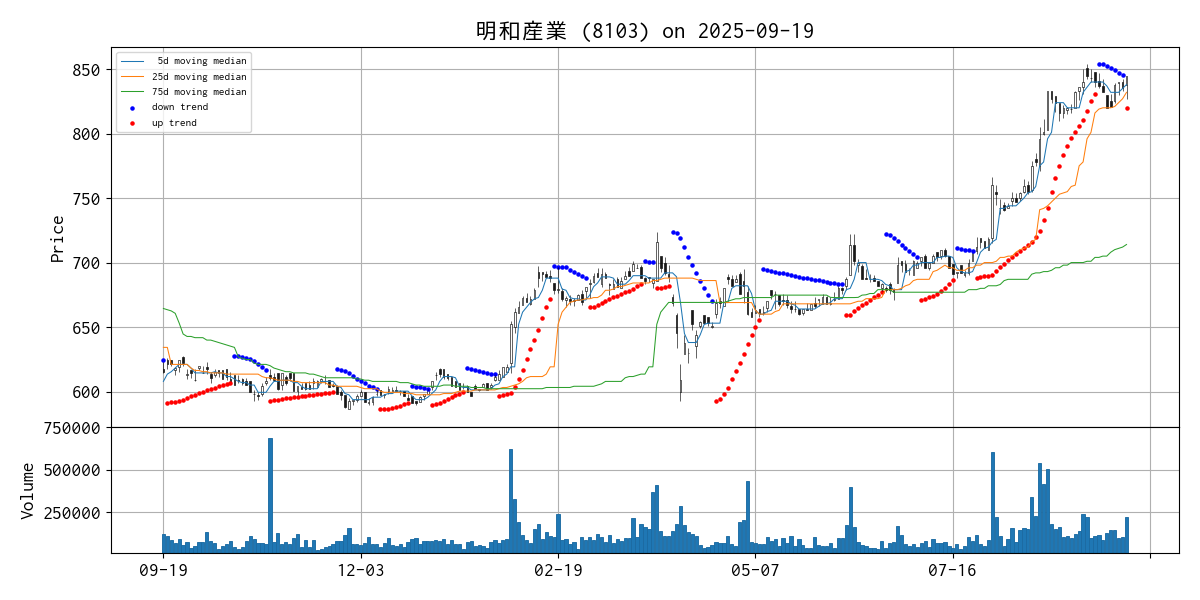 明和産業 (8103) on 2025-09-19
5d moving median
25d moving median
75d moving median
down trend
up trend
Price
850
800
750
700
650
600
Volume
750000
500000
250000
09-19 12-03 02-19 05-07 07-16